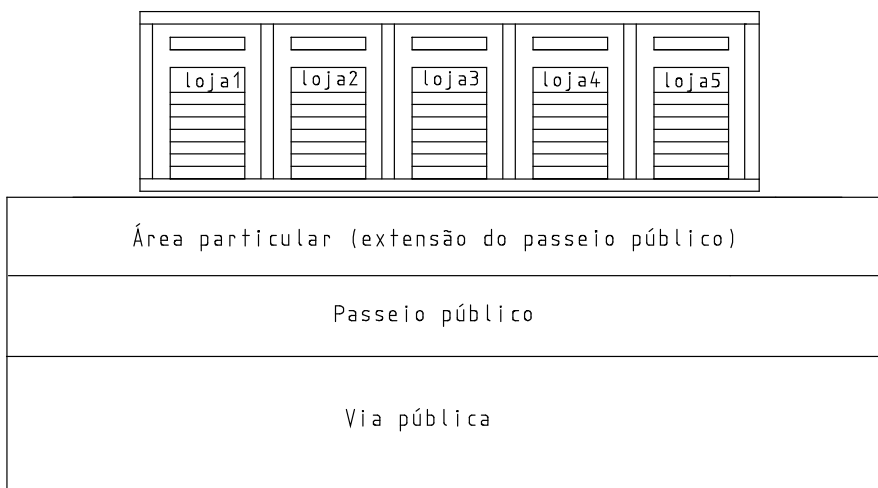 loja1 loja2 loja3 loja4 loja5
Área particular (extensão do passeio público)
Passeio público
Via pública